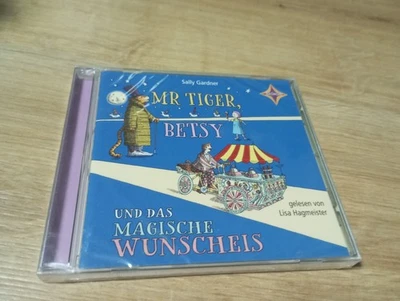 Sally Gardner
MR TIGER,
BETSY
UND DAS
MAGISCHE
WUNSCHEIS
gelesen von
Lisa Hagmeister